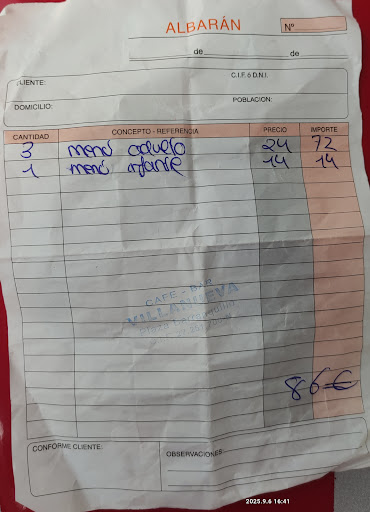 ALBARÁN
Nº
de de
CLIENTE:
C.I.F. ó D.N.I.
DOMICILIO:
POBLACION:
CANTIDAD CONCEPTO - REFERENCIA PRECIO IMPORTE
3 menú adulto 24 72
1 menú infantil 14 14
CAFE - BAR
VILLANUEVA
86 €
CONFORME CLIENTE:
OBSERVACIONES
2025.9.6 16:41